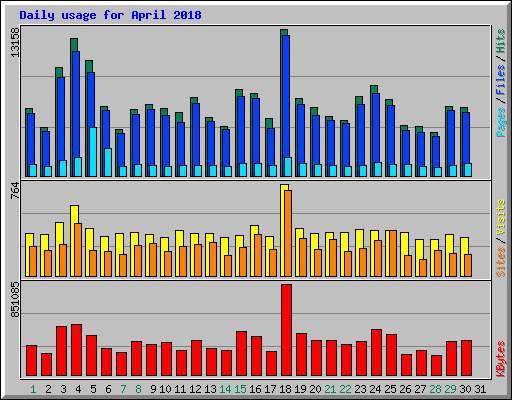 Daily usage for April 2018
13158
Pages / Files / Hits
764
Sites / Visits
851085
KBytes
1 2 3 4 5 6 7 8 9 10 11 12 13 14 15 16 17 18 19 20 21 22 23 24 25 26 27 28 29 30 31